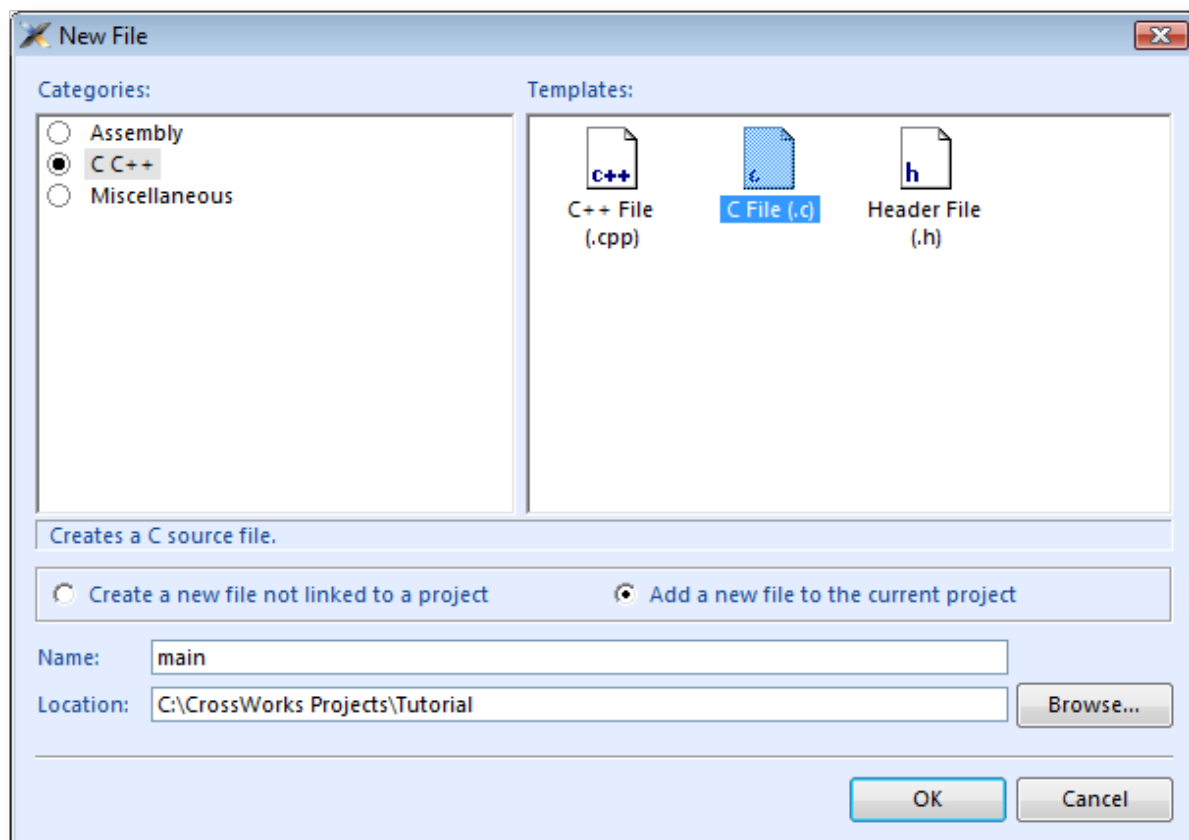 New File
Categories:
Templates:
Assembly
C C++
Miscellaneous
c++
c
h
C++ File
(.cpp)
C File (.c)
Header File
(.h)
Creates a C source file.
Create a new file not linked to a project
Add a new file to the current project
Name:
main
Location:
C:\CrossWorks Projects\Tutorial
Browse...
OK
Cancel